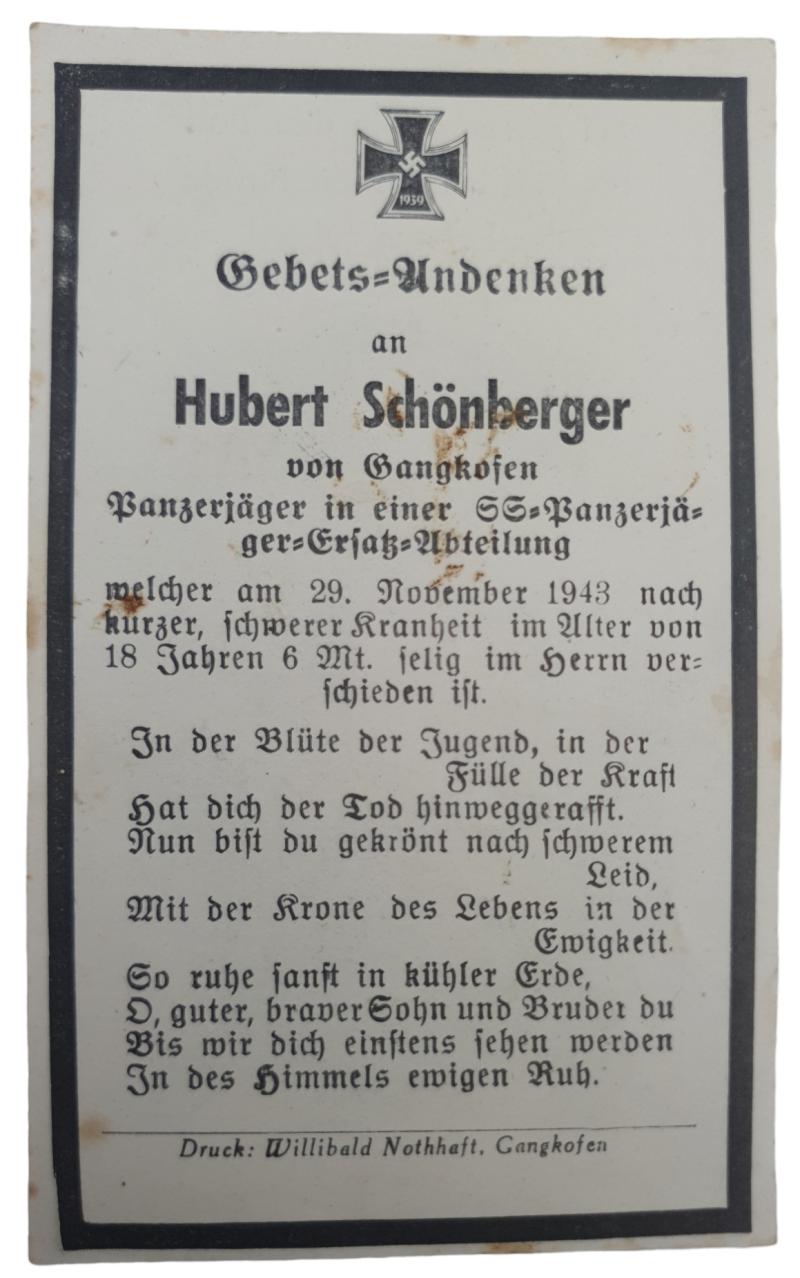 1939
Gebets-Andenken
an
Hubert Schönberger
von Gangkofen
Panzerjäger in einer SS-Panzerjä-
ger-Ersatz-Abteilung
welcher am 29. November 1943 nach
kurzer, schwerer Kranheit im Alter von
18 Jahren 6 Mt. selig im Herrn ver-
schieden ist.
In der Blüte der Jugend, in der
Fülle der Kraft
Hat dich der Tod hinweggerafft.
Nun bist du gekrönt nach schwerem
Leid,
Mit der Krone des Lebens in der
Ewigkeit.
So ruhe sanft in kühler Erde,
O, guter, braver Sohn und Bruder du
Bis wir dich einstens sehen werden
In des Himmels ewigen Ruh.
Druck: Willibald Nothhaft, Gangkofen